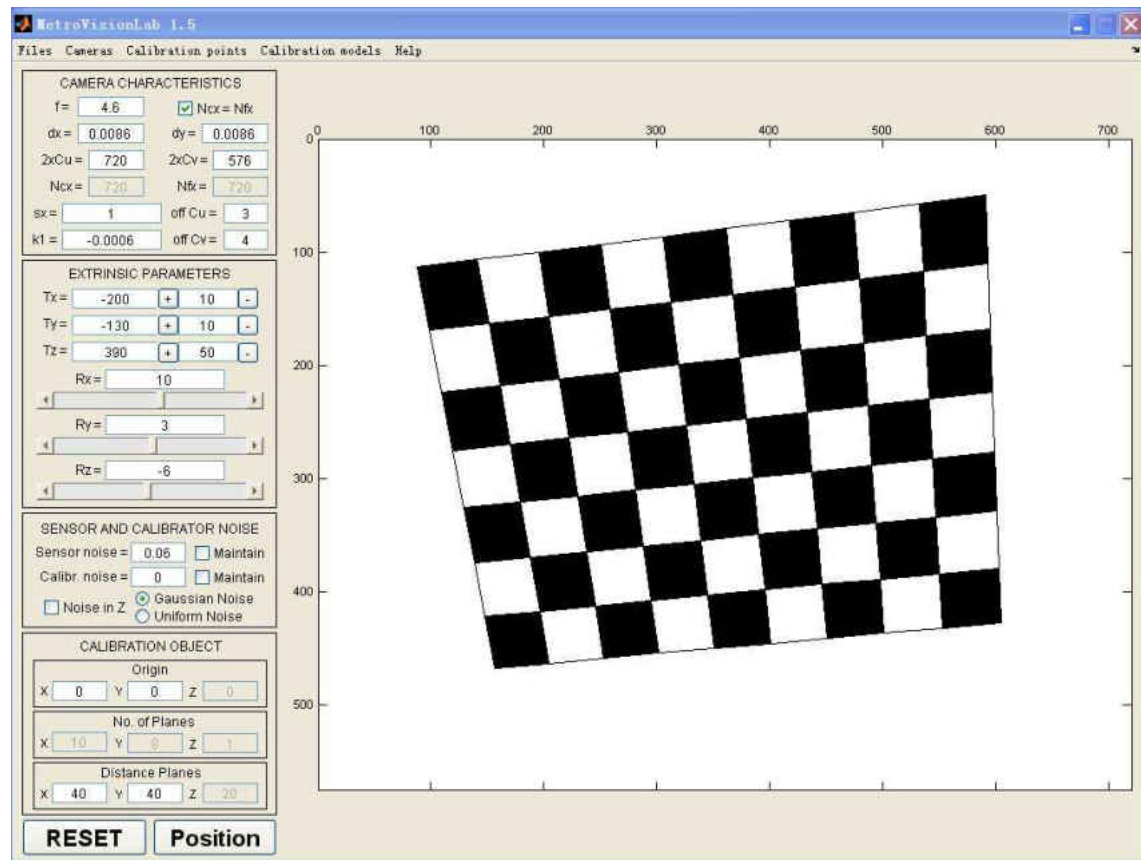 MetroVisionLab 1.5
Files Cameras Calibration points Calibration models Help
CAMERA CHARACTERISTICS
f= 4.6 Ncx = Nfx
dx = 0.0086 dy = 0.0086
2xCu = 720 2xCv = 576
Ncx = 720 Nfx = 720
sx = 1 off Cu = 3
k1 = -0.0006 off Cv = 4
EXTRINSIC PARAMETERS
Tx = -200 + 10 -
Ty = -130 + 10 -
Tz = 390 + 50 -
Rx = 10
Ry = 3
Rz = -6
SENSOR AND CALIBRATOR NOISE
Sensor noise = 0.06 Maintain
Calibr. noise = 0 Maintain
Noise in Z Gaussian Noise
Uniform Noise
CALIBRATION OBJECT
Origin
X 0 Y 0 Z 0
No. of Planes
X 10 Y 8 Z 1
Distance Planes
X 40 Y 40 Z 20
RESET Position
0 100 200 300 400 500 600 700
0
100
200
300
400
500